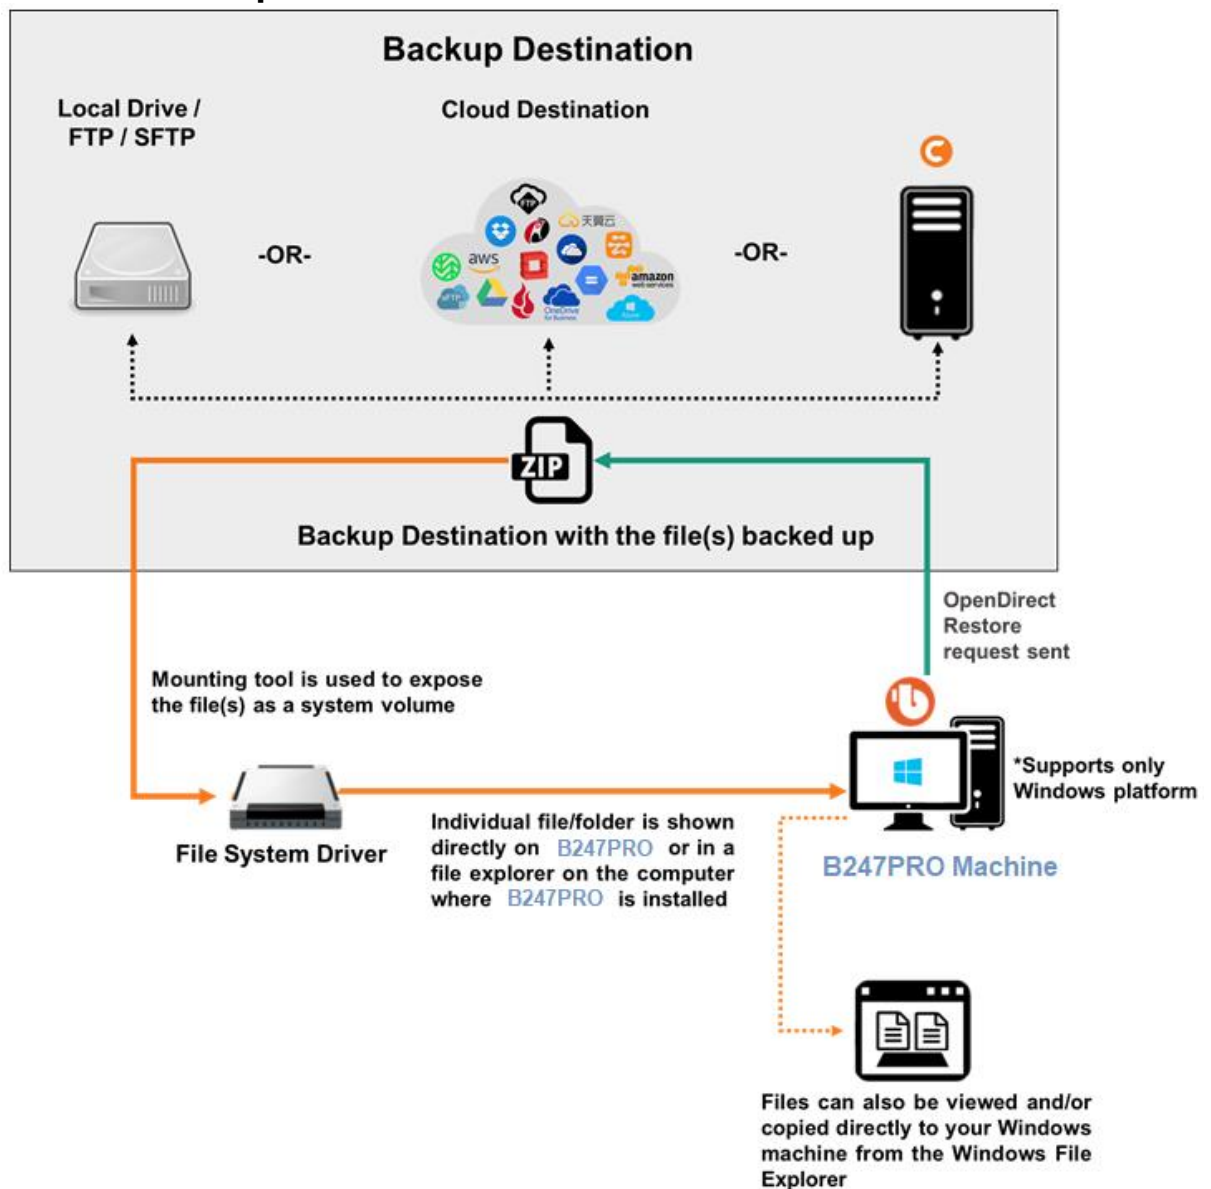 Backup Destination
Local Drive /
FTP / SFTP
Cloud Destination
-OR-
-OR-
FTP
天翼云
aws
amazon
web services
SFTP
OneDrive
for Business
Azure
ZIP
Backup Destination with the file(s) backed up
OpenDirect
Restore
request sent
Mounting tool is used to expose
the file(s) as a system volume
File System Driver
Individual file/folder is shown
directly on B247PRO or in a
file explorer on the computer
where B247PRO is installed
*Supports only
Windows platform
B247PRO Machine
Files can also be viewed and/or
copied directly to your Windows
machine from the Windows File
Explorer